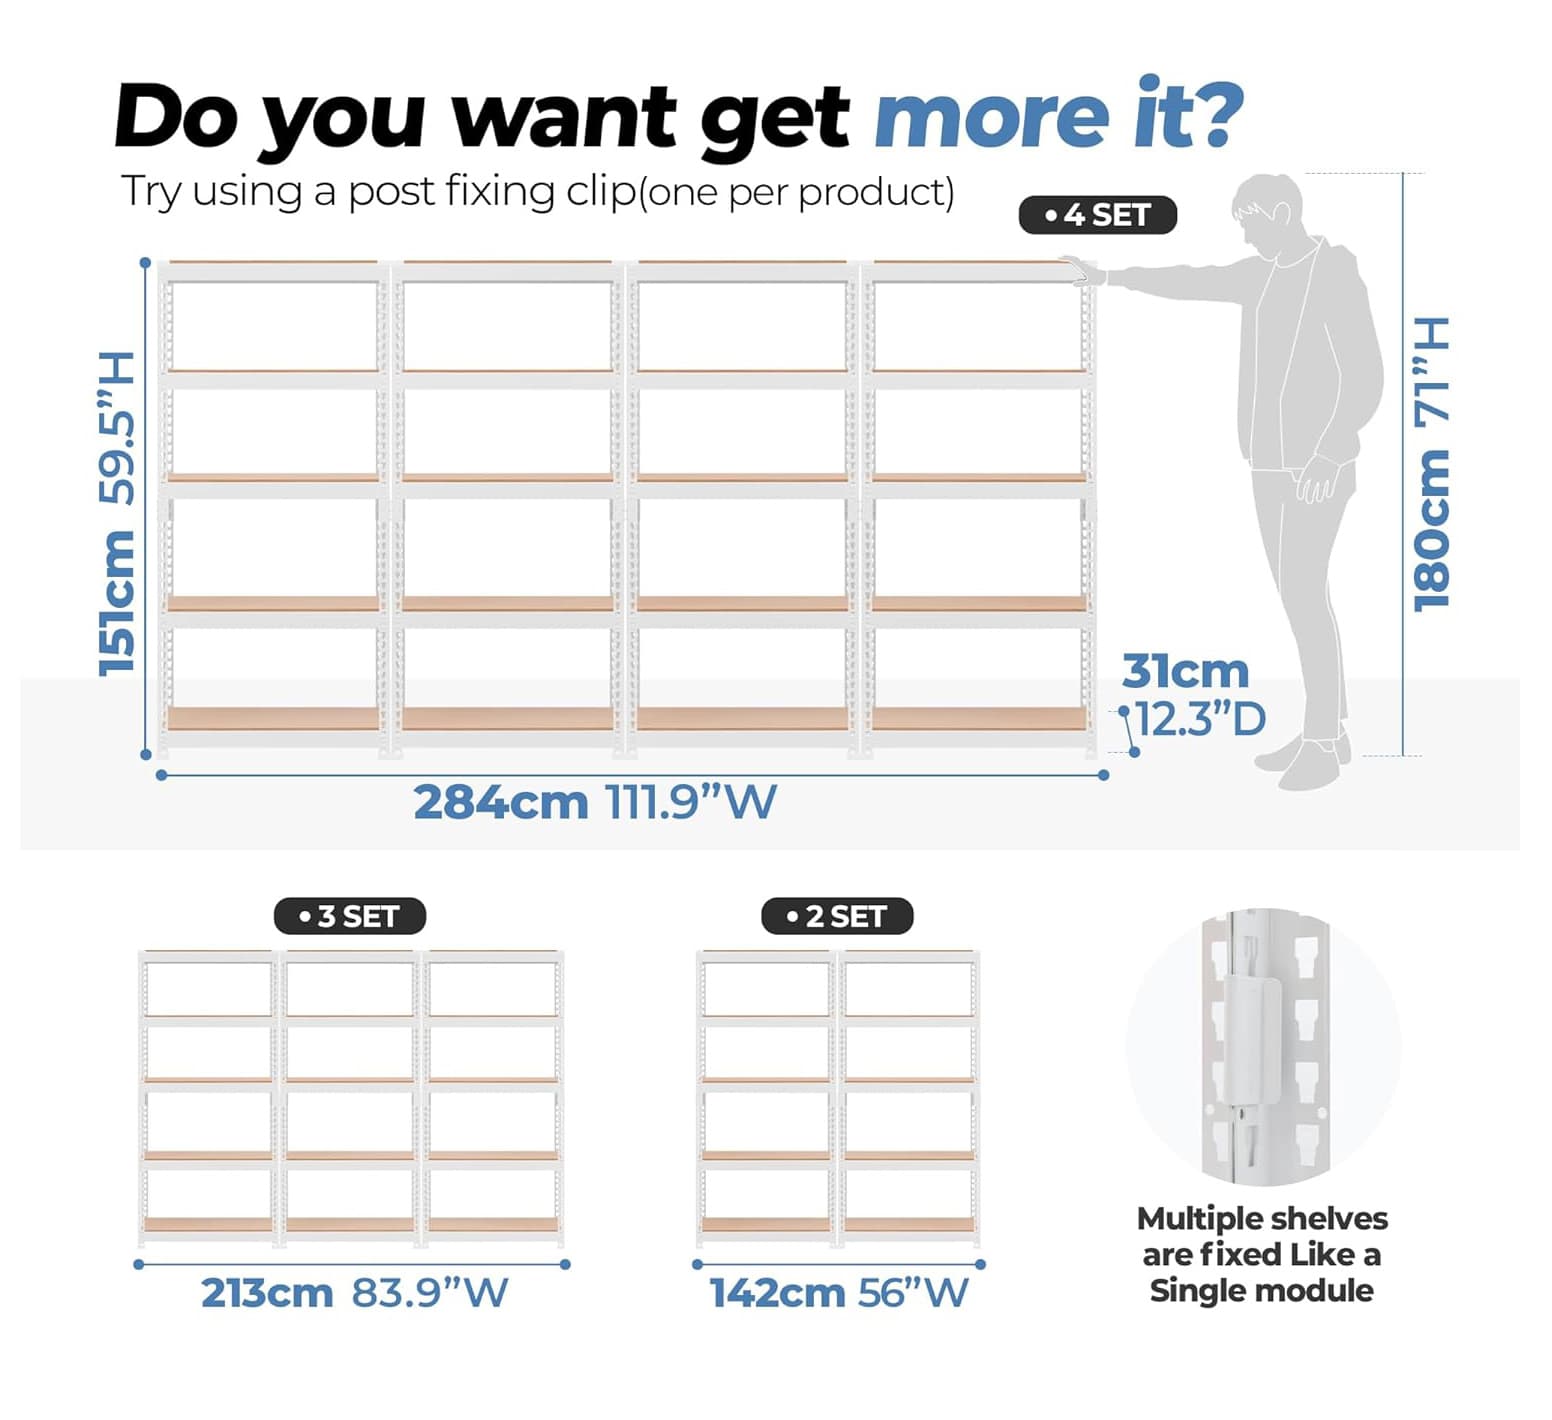 Do you want get more it?
Try using a post fixing clip(one per product)
• 4 SET
151cm 59.5”H
180cm 71”H
31cm
12.3”D
284cm 111.9”W
• 3 SET
• 2 SET
213cm 83.9”W
142cm 56”W
Multiple shelves
are fixed Like a
Single module